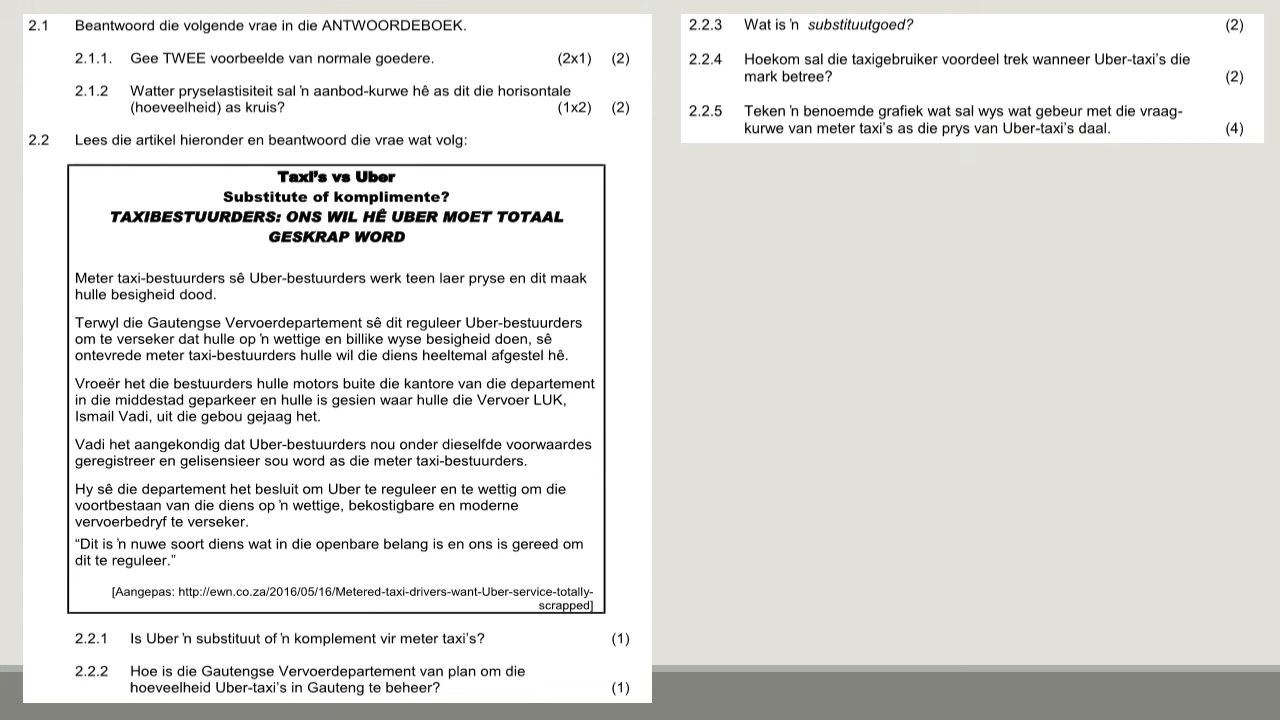 2.1 Beantwoord die volgende vrae in die ANTWOORDEBOEK.
2.1.1. Gee TWEE voorbeelde van normale goedere. (2x1) (2)
2.1.2 Watter pryselastisiteit sal 'n aanbod-kurwe hê as dit die horisontale
(hoeveelheid) as kruis? (1x2) (2)
2.2 Lees die artikel hieronder en beantwoord die vrae wat volg:
Taxi's vs Uber
Substitute of komplimente?
TAXIBESTUURDERS: ONS WIL HÊ UBER MOET TOTAAL
GESKRAP WORD
Meter taxi-bestuurders sê Uber-bestuurders werk teen laer pryse en dit maak
hulle besigheid dood.
Terwyl die Gautengse Vervoerdepartement sê dit reguleer Uber-bestuurders
om te verseker dat hulle op 'n wettige en billike wyse besigheid doen, sê
ontevrede meter taxi-bestuurders hulle wil die diens heeltemal afgestel hê.
Vroeër het die bestuurders hulle motors buite die kantore van die departement
in die middestad geparkeer en hulle is gesien waar hulle die Vervoer LUK,
Ismail Vadi, uit die gebou gejaag het.
Vadi het aangekondig dat Uber-bestuurders nou onder dieselfde voorwaardes
geregistreer en gelisensieer sou word as die meter taxi-bestuurders.
Hy sê die departement het besluit om Uber te reguleer en te wettig om die
voortbestaan van die diens op 'n wettige, bekostigbare en moderne
vervoerbedryf te verseker.
"Dit is 'n nuwe soort diens wat in die openbare belang is en ons is gereed om
dit te reguleer."
[Aangepas: http://ewn.co.za/2016/05/16/Metered-taxi-drivers-want-Uber-service-totally-
scrapped]
2.2.1 Is Uber 'n substituut of 'n komplement vir meter taxi's? (1)
2.2.2 Hoe is die Gautengse Vervoerdepartement van plan om die
hoeveelheid Uber-taxi's in Gauteng te beheer? (1)
2.2.3 Wat is 'n substituutgoed? (2)
2.2.4 Hoekom sal die taxigebruiker voordeel trek wanneer Uber-taxi's die
mark betree? (2)
2.2.5 Teken 'n benoemde grafiek wat sal wys wat gebeur met die vraag-
kurwe van meter taxi's as die prys van Uber-taxi's daal. (4)